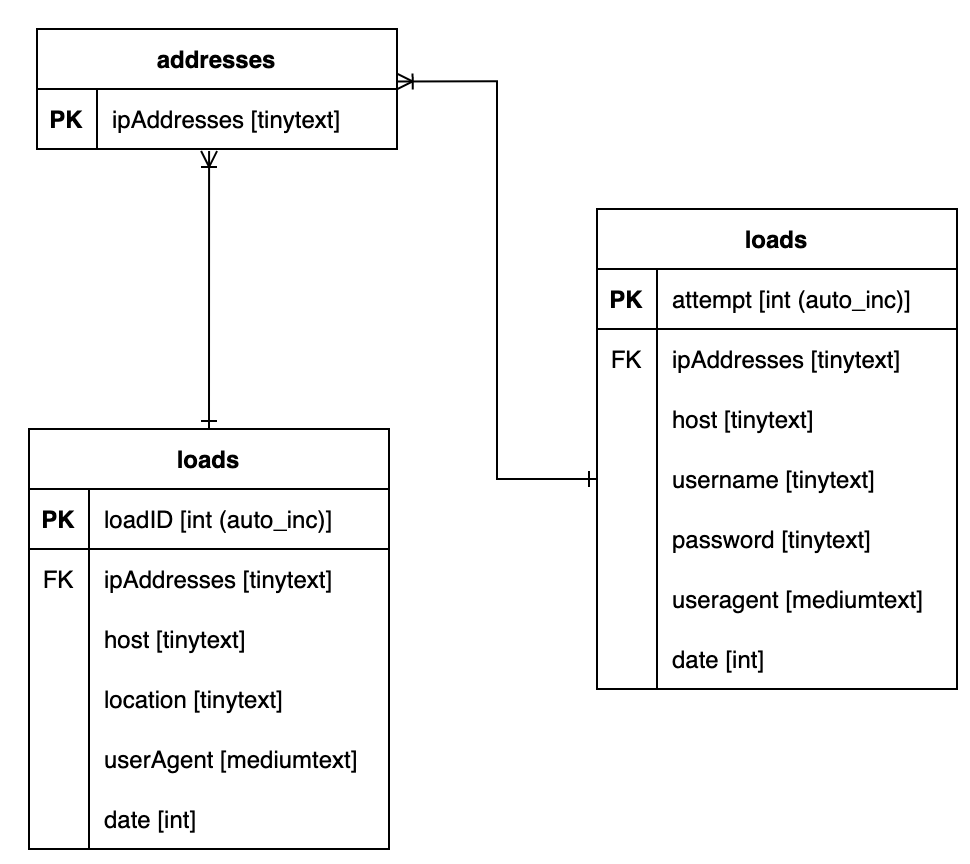 addresses
PK ipAddresses [tinytext]
loads
PK attempt [int (auto_inc)]
FK ipAddresses [tinytext]
host [tinytext]
username [tinytext]
password [tinytext]
useragent [mediumtext]
date [int]
loads
PK loadID [int (auto_inc)]
FK ipAddresses [tinytext]
host [tinytext]
location [tinytext]
userAgent [mediumtext]
date [int]